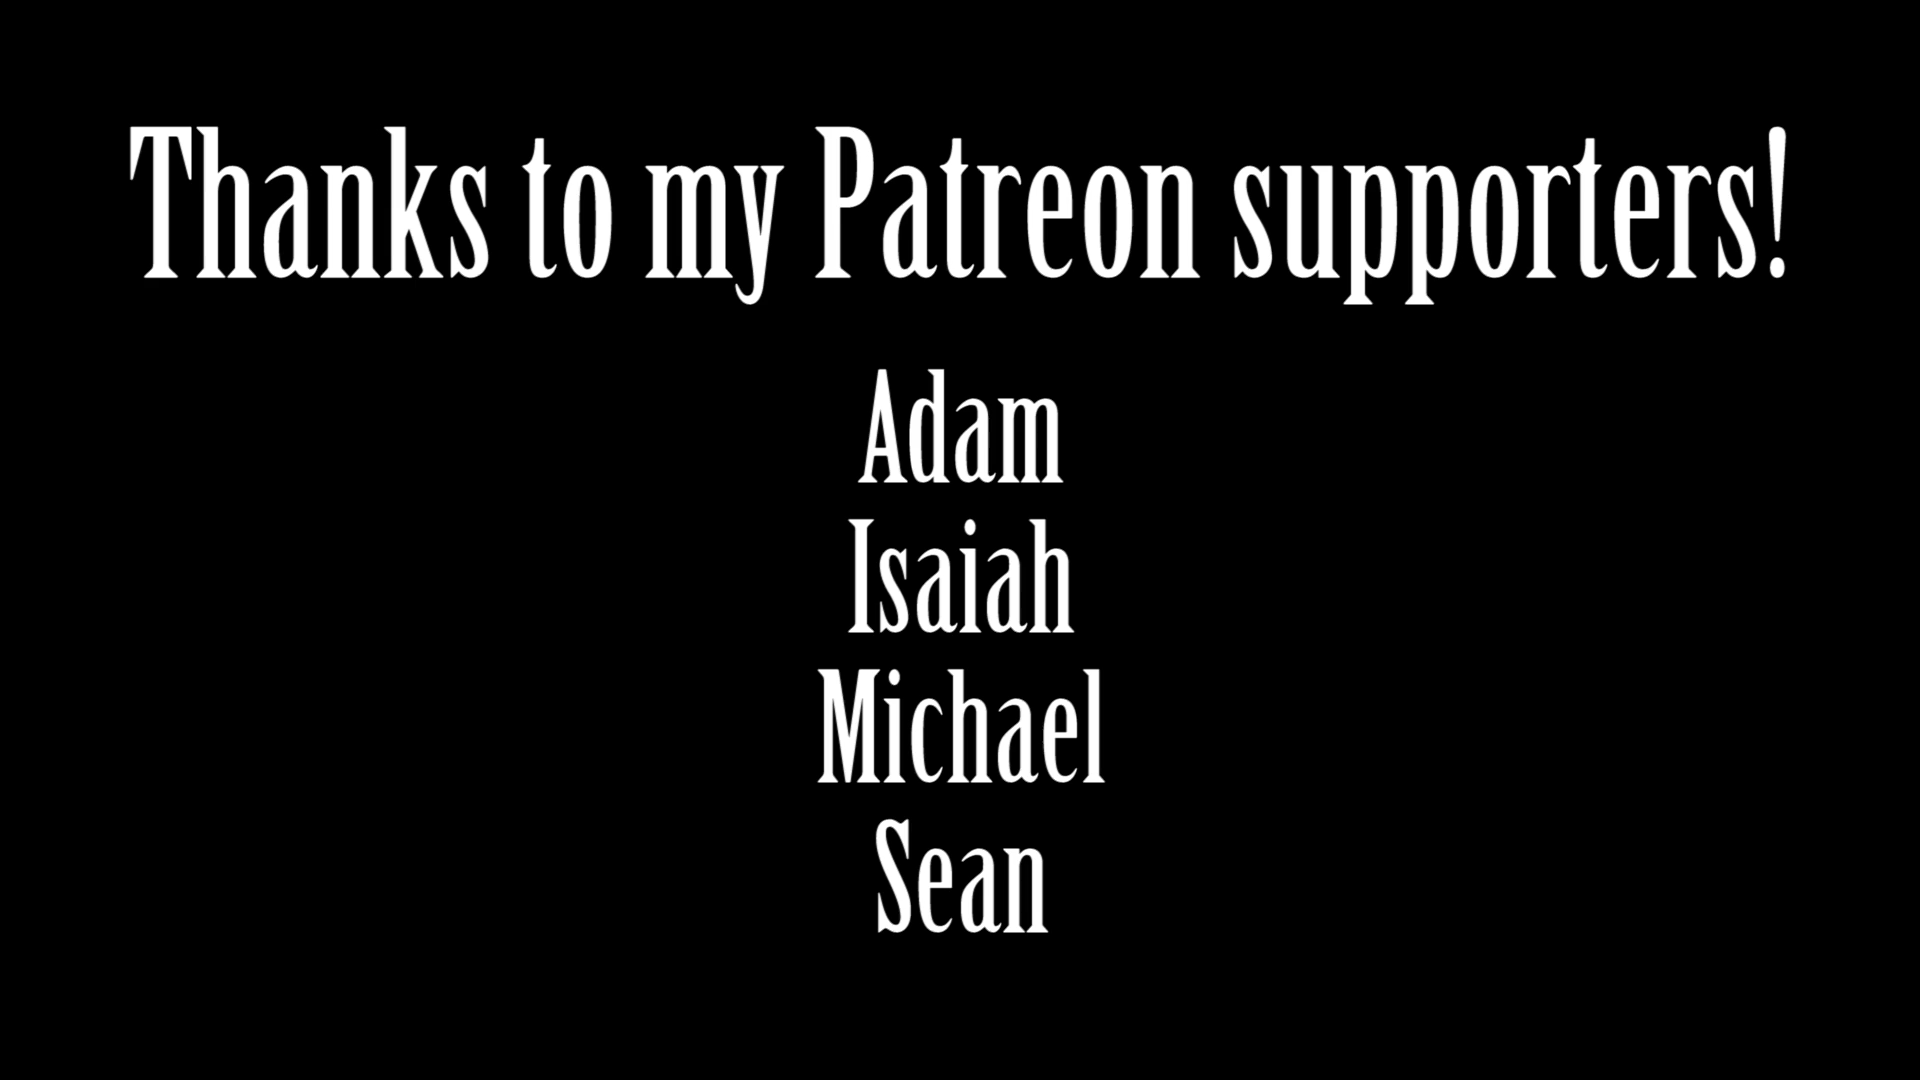 Thanks to my Patreon supporters!
Adam
Isaiah
Michael
Sean